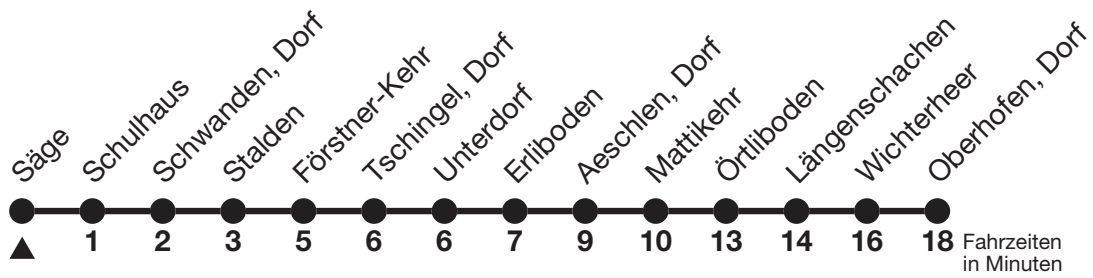 Säge
Schulhaus
Schwanden, Dorf
Stalden
Förstner-Kehr
Tschingel, Dorf
Unterdorf
Erliboden
Aeschlen, Dorf
Mattikehr
Örtliboden
Längenschachen
Wichterheer
Oberhofen, Dorf
1 2 3 5 6 6 7 9 10 13 14 16 18 Fahrzeiten
in Minuten